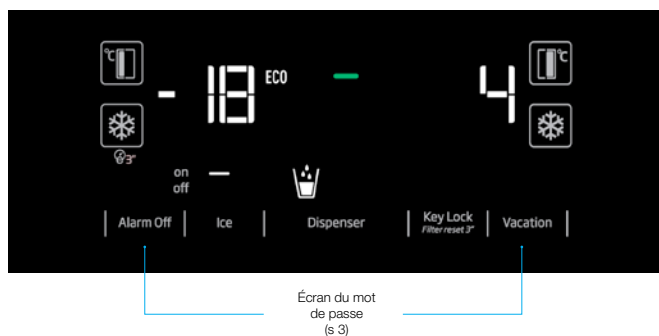 °C
°C
- 18 ECO
4
3"
on
off
Alarm Off
Ice
Dispenser
Key Lock
Filter reset 3"
Vacation
Écran du mot
de passe
(s 3)